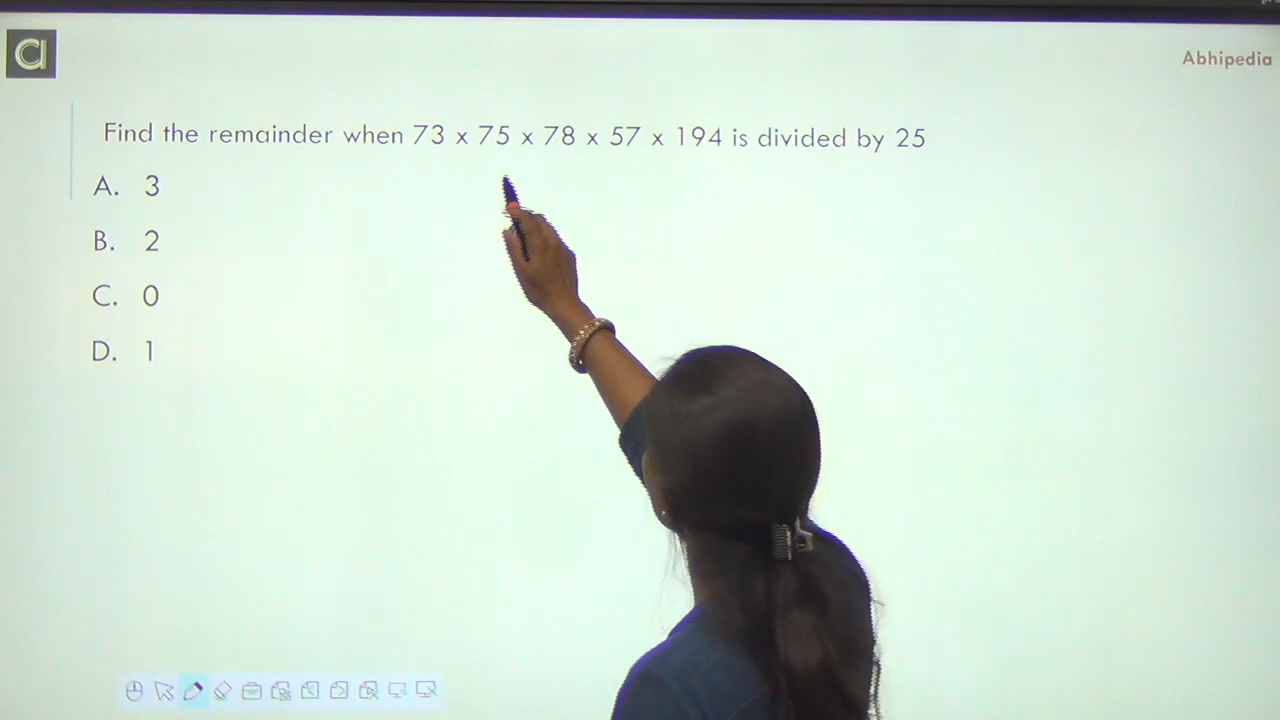 Abhipedia
Find the remainder when 73 x 75 x 78 x 57 x 194 is divided by 25
A. 3
B. 2
C. 0
D. 1